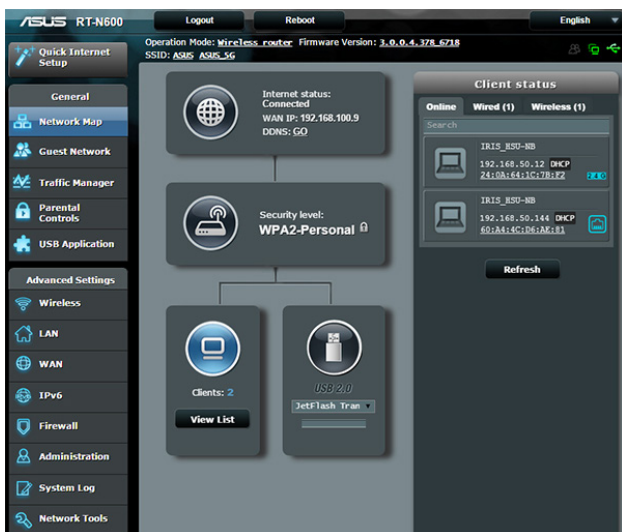 ASUS RT-N600
Logout
Reboot
English
Operation Mode: Wireless router Firmware Version: 3.0.0.4.378_6718
SSID: ASUS ASUS_5G
Quick Internet
Setup
General
Network Map
Guest Network
Traffic Manager
Parental
Controls
USB Application
Advanced Settings
Wireless
LAN
WAN
IPv6
Firewall
Administration
System Log
Network Tools
Internet status:
Connected
WAN IP: 192.168.100.9
DDNS: GO
Security level:
WPA2-Personal
Clients: 2
View List
USB 2.0
JetFlash Tran
Client status
Online Wired (1) Wireless (1)
Search
IRIS_HSU-NB
192.168.50.12 DHCP
24:0A:64:1C:7B:F2
2.4G
IRIS_HSU-NB
192.168.50.144 DHCP
60:A4:4C:D6:AE:81
Refresh